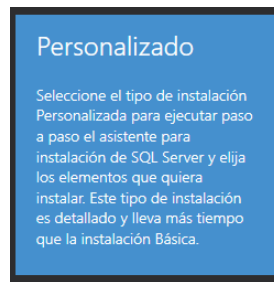 Personalizado
Seleccione el tipo de instalación
Personalizada para ejecutar paso
a paso el asistente para
instalación de SQL Server y elija
los elementos que quiera
instalar. Este tipo de instalación
es detallado y lleva más tiempo
que la instalación Básica.